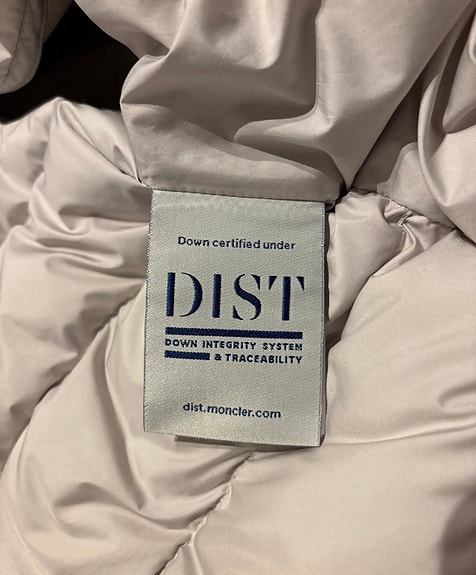 Down certified under
DIST
DOWN INTEGRITY SYSTEM
& TRACEABILITY
dist.moncler.com